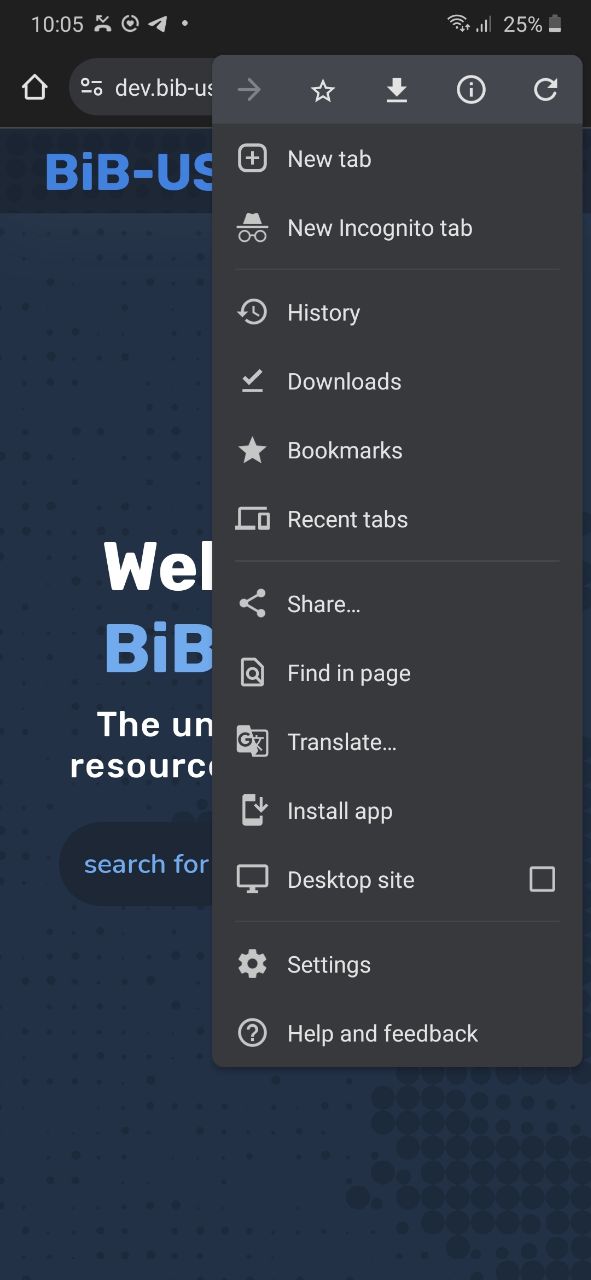 10:05
25%
dev.bib-us
BiB-US
New tab
New Incognito tab
History
Downloads
Bookmarks
Recent tabs
Share...
Find in page
Translate...
Install app
Desktop site
Settings
Help and feedback
Wel
BiB
The un
resourc
search for